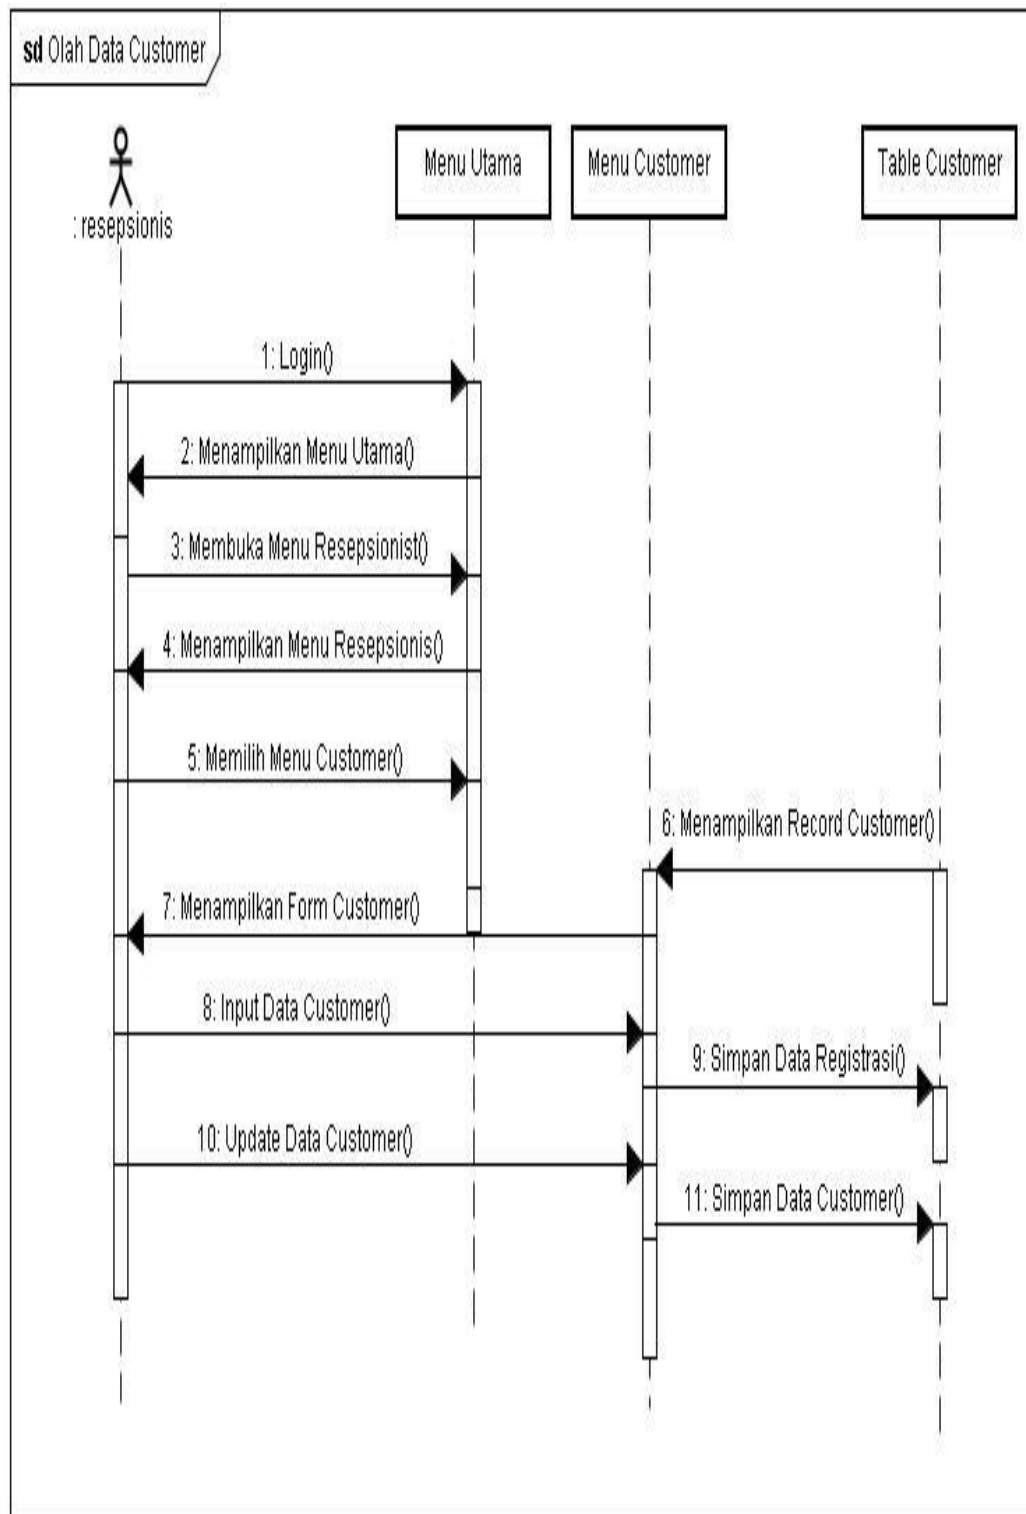 sd Olah Data Customer
: resepsionis
Menu Utama
Menu Customer
Table Customer
1: Login()
2: Menampilkan Menu Utama()
3: Membuka Menu Resepsionist()
4: Menampilkan Menu Resepsionis()
5: Memilih Menu Customer()
6: Menampilkan Record Customer()
7: Menampilkan Form Customer()
8: Input Data Customer()
9: Simpan Data Registrasi()
10: Update Data Customer()
11: Simpan Data Customer()